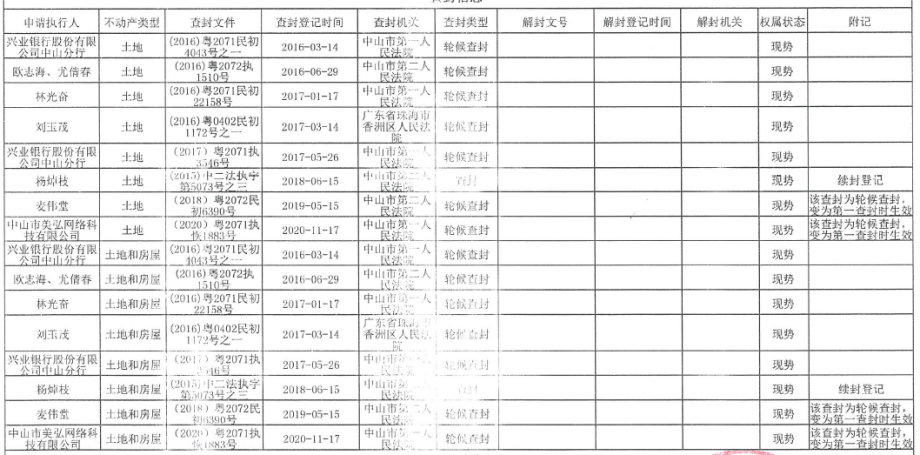 查封信息
申请执行人 不动产类型 查封文件 查封登记时间 查封机关 查封类型 解封文号 解封登记时间 解封机关 权属状态 附记
兴业银行股份有限公司中山分行 土地 (2016)粤2071民初4043号之一 2016-03-14 中山市第一人民法院 轮候查封 现势
欧志海、尤倩春 土地 (2016)粤2072执1510号 2016-06-29 中山市第二人民法院 轮候查封 现势
林光奋 土地 (2016)粤2071民初22158号 2017-01-17 中山市第一人民法院 轮候查封 现势
刘玉茂 土地 (2016)粤0402民初1172号之一 2017-03-14 广东省珠海市香洲区人民法院 轮候查封 现势
兴业银行股份有限公司中山分行 土地 (2017)粤2071执3546号 2017-05-26 中山市第一人民法院 轮候查封 现势
杨焯枝 土地 (2015)中二法执字第5073号之三 2018-06-15 中山市第二人民法院 查封 现势 续封登记
麦伟堂 土地 (2018)粤2072民初6390号 2019-05-15 中山市第二人民法院 轮候查封 现势 该查封为轮候查封,变为第一查封时生效
中山市美弘网络科技有限公司 土地 (2020)粤2071执恢1883号 2020-11-17 中山市第一人民法院 轮候查封 现势 该查封为轮候查封,变为第一查封时生效
兴业银行股份有限公司中山分行 土地和房屋 (2016)粤2071民初4043号之一 2016-03-14 中山市第一人民法院 轮候查封 现势
欧志海、尤倩春 土地和房屋 (2016)粤2072执1510号 2016-06-29 中山市第二人民法院 轮候查封 现势
林光奋 土地和房屋 (2016)粤2071民初22158号 2017-01-17 中山市第一人民法院 轮候查封 现势
刘玉茂 土地和房屋 (2016)粤0402民初1172号之一 2017-03-14 广东省珠海市香洲区人民法院 轮候查封 现势
兴业银行股份有限公司中山分行 土地和房屋 (2017)粤2071执3546号 2017-05-26 中山市第一人民法院 轮候查封 现势
杨焯枝 土地和房屋 (2015)中二法执字第5073号之三 2018-06-15 中山市第二人民法院 查封 现势 续封登记
麦伟堂 土地和房屋 (2018)粤2072民初6390号 2019-05-15 中山市第二人民法院 轮候查封 现势 该查封为轮候查封,变为第一查封时生效
中山市美弘网络科技有限公司 土地和房屋 (2020)粤2071执恢1883号 2020-11-17 中山市第一人民法院 轮候查封 现势 该查封为轮候查封,变为第一查封时生效